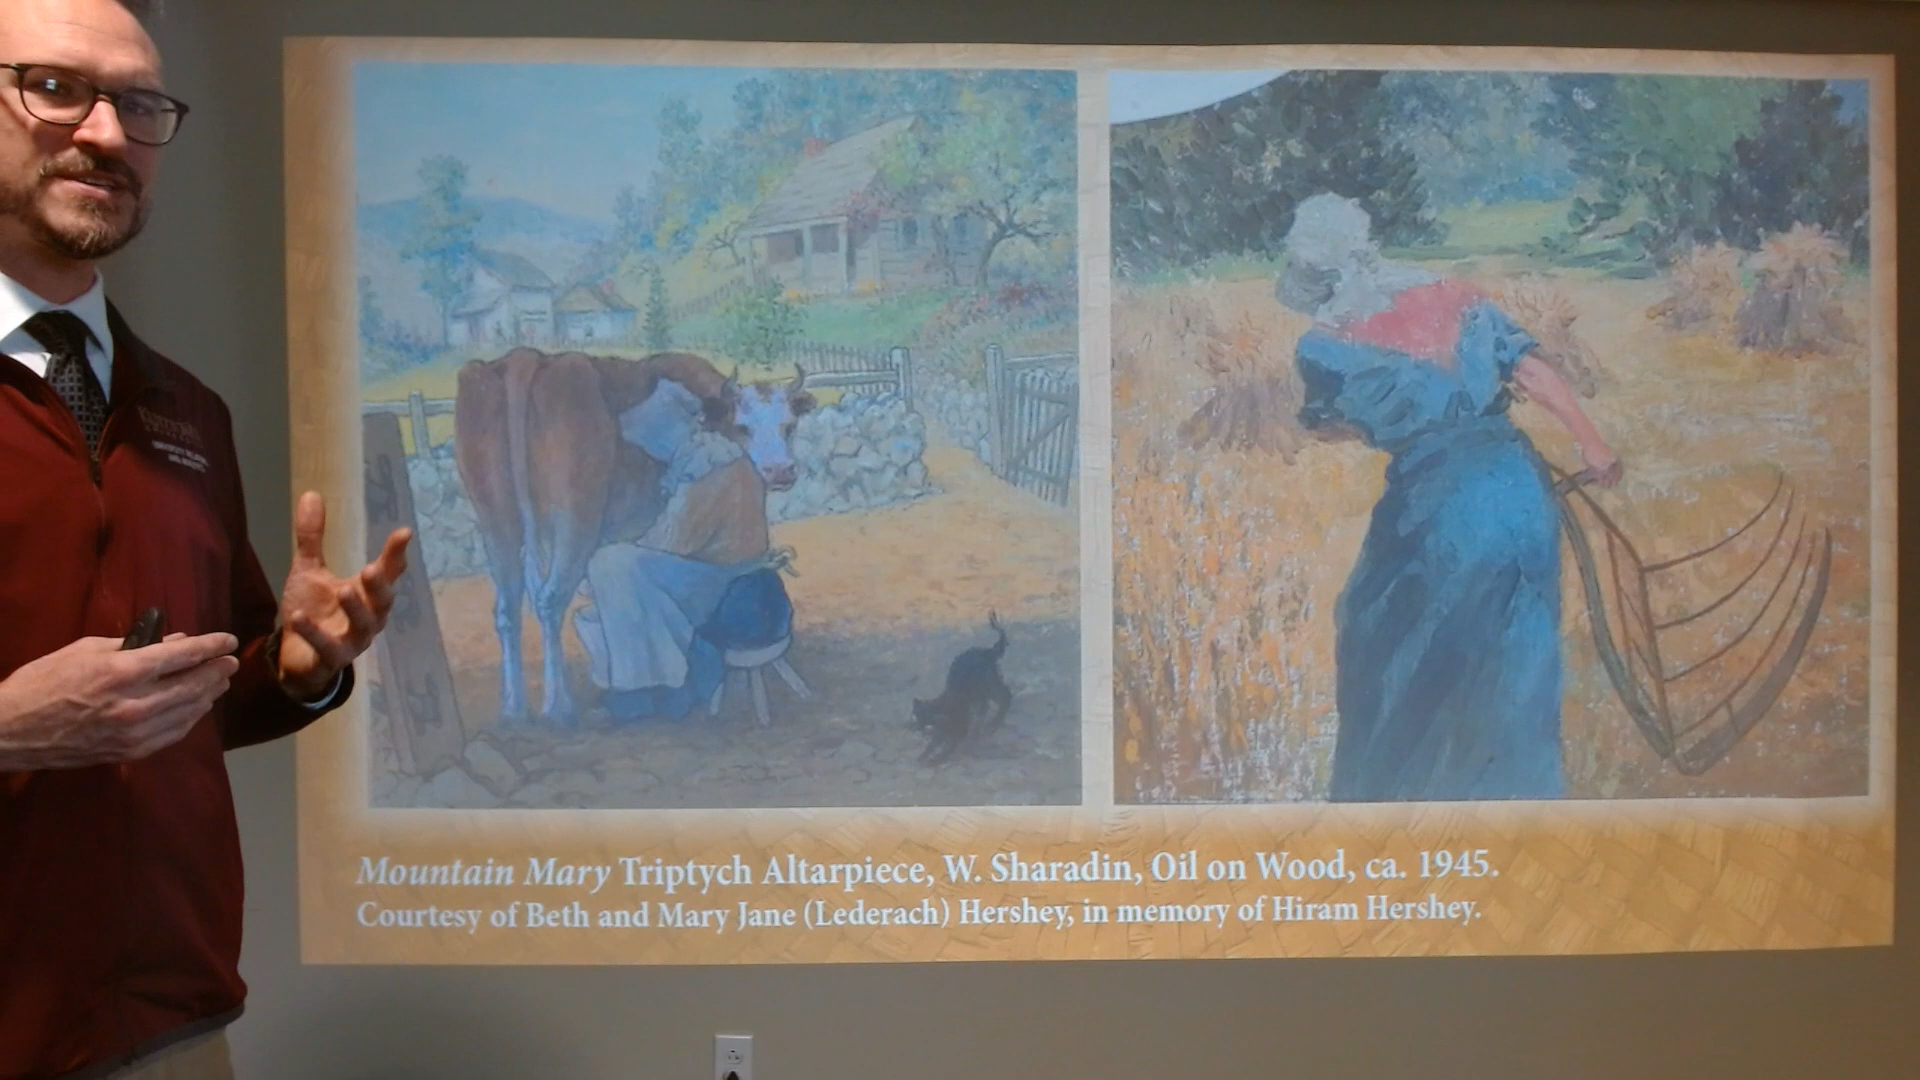 Mountain Mary Triptych Altarpiece, W. Sharadin, Oil on Wood, ca. 1945.
Courtesy of Beth and Mary Jane (Lederach) Hershey, in memory of Hiram Hershey.